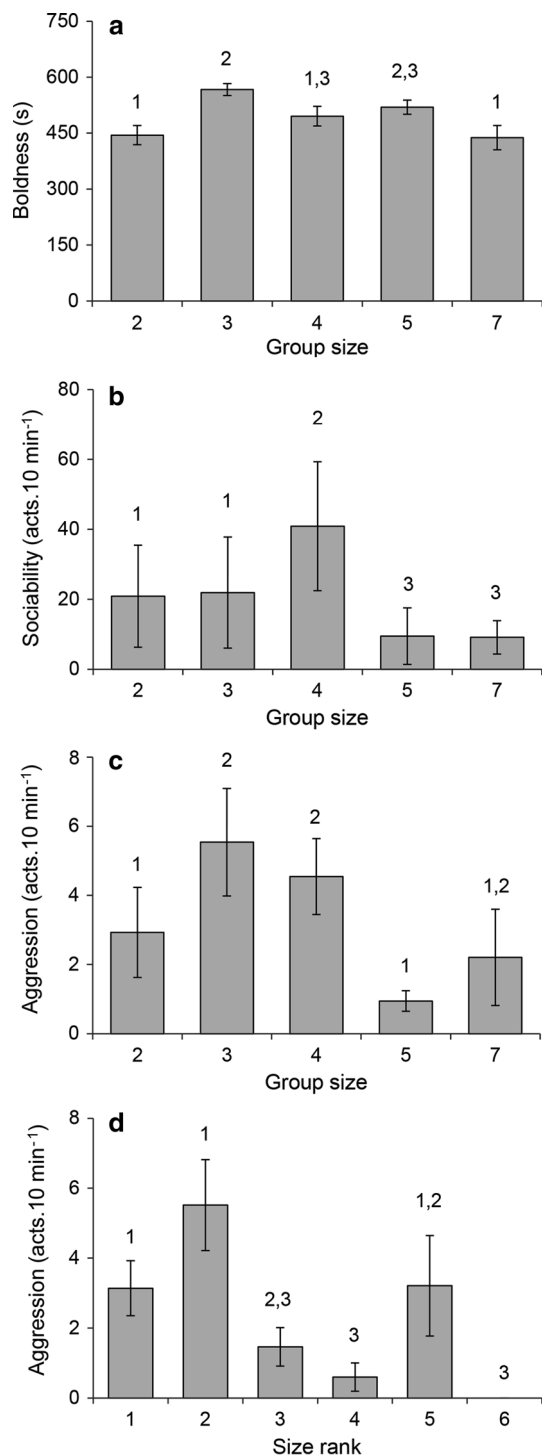 a
750
600
450
300
150
0
Boldness (s)
1
2
1,3
2,3
1
2 3 4 5 7
Group size
b
80
60
40
20
0
Sociability (acts.10 min⁻¹)
1
1
2
3
3
2 3 4 5 7
Group size
c
8
6
4
2
0
Aggression (acts.10 min⁻¹)
1
2
2
1
1,2
2 3 4 5 7
Group size
d
8
6
4
2
0
Aggression (acts.10 min⁻¹)
1
1
2,3
3
1,2
3
1 2 3 4 5 6
Size rank